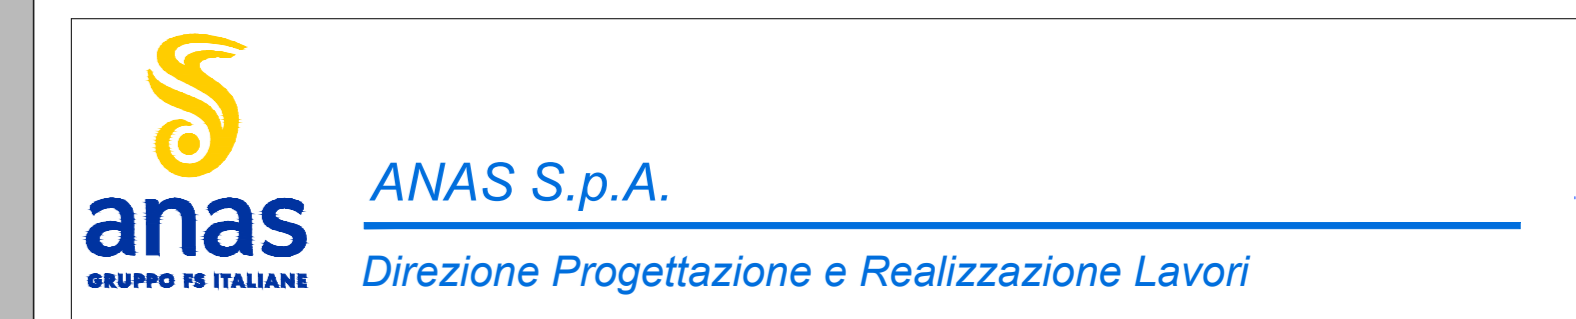 anas
GRUPPO FS ITALIANE
ANAS S.p.A.
Direzione Progettazione e Realizzazione Lavori